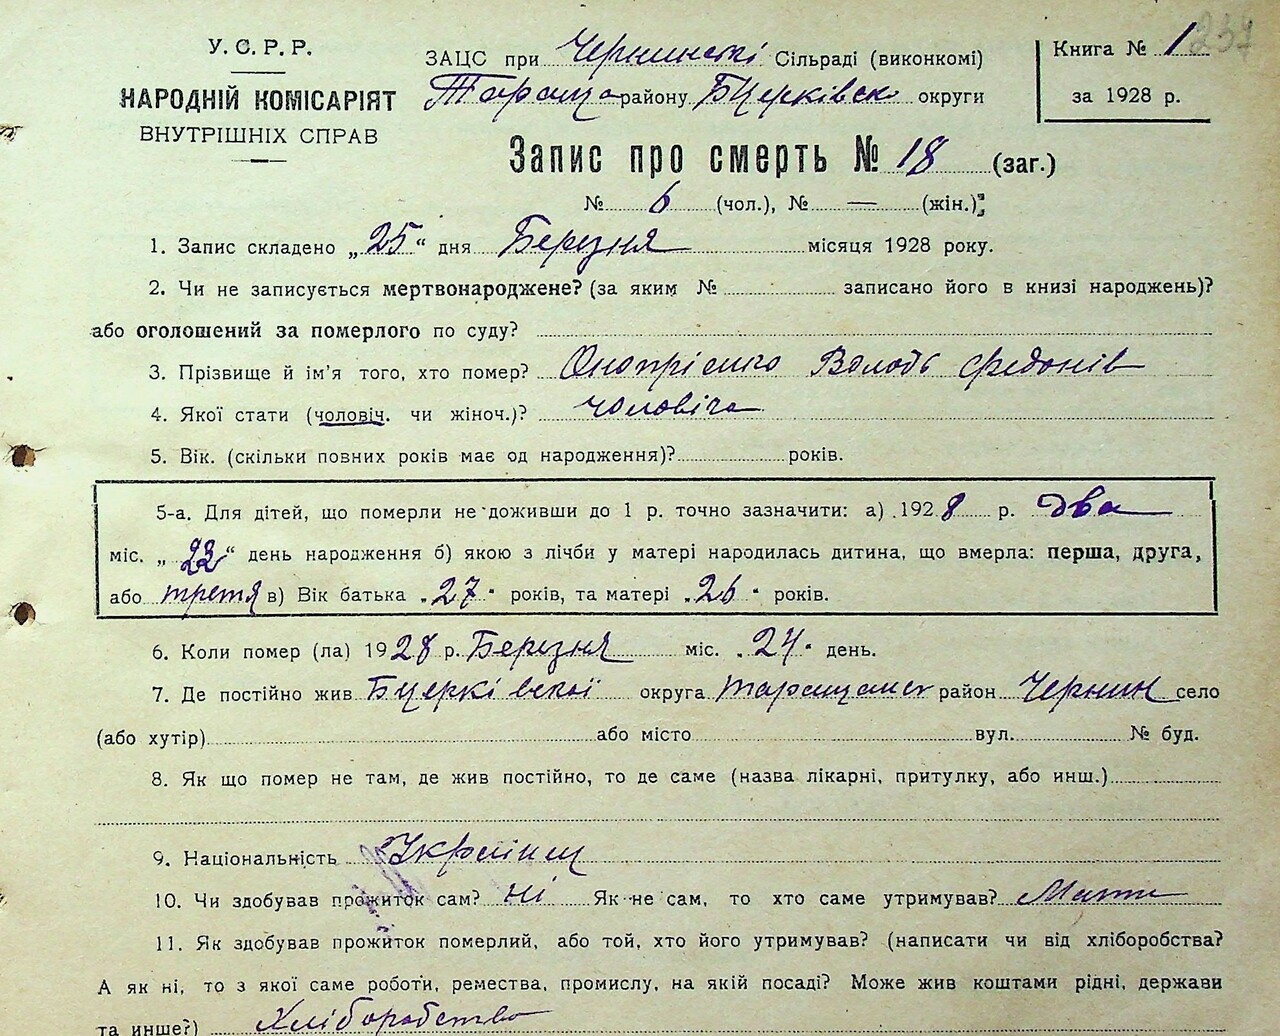 237
У.С.Р.Р.
НАРОДНІЙ КОМІСАРІЯТ
ВНУТРІШНІХ СПРАВ
ЗАЦС при Чернинській Сільраді (виконкомі)
Тараща району Бцерківськ округи
Книга № 1
за 1928 р.
Запис про смерть № 18 (заг.)
№ 6 (чол.), № — (жін.);
1. Запис складено „25“ дня Березня місяця 1928 року.
2. Чи не записується мертвонароджене? (за яким № записано його в книзі народжень)?
або оголошений за померлого по суду?
3. Прізвище й ім'я того, хто помер? Онопрієнко Володь Федонів
4. Якої стати (чоловіч. чи жіноч.)? чоловіча
5. Вік. (скільки повних років має од народження)? років.
5-а. Для дітей, що померли не доживши до 1 р. точно зазначити: а) 1928 р. два
міс. „22“ день народження б) якою з лічби у матері народилась дитина, що вмерла: перша, друга,
або третя в) Вік батька „27“ років, та матері „26“ років.
6. Коли помер (ла) 1928 р. Березня міс. „24“ день.
7. Де постійно жив Бцерківської округа Таращанськ район Чернин село
(або хутір) або місто вул. № буд.
8. Як що помер не там, де жив постійно, то де саме (назва лікарні, притулку, або инш.)
9. Національність Українець
10. Чи здобував прожиток сам? ні Як не сам, то хто саме утримував? Мати
11. Як здобував прожиток померлий, або той, хто його утримував? (написати чи від хліборобства?
А як ні, то з якої саме роботи, ремества, промислу, на якій посаді? Може жив коштами рідні, держави
та инше?) Хліборобство